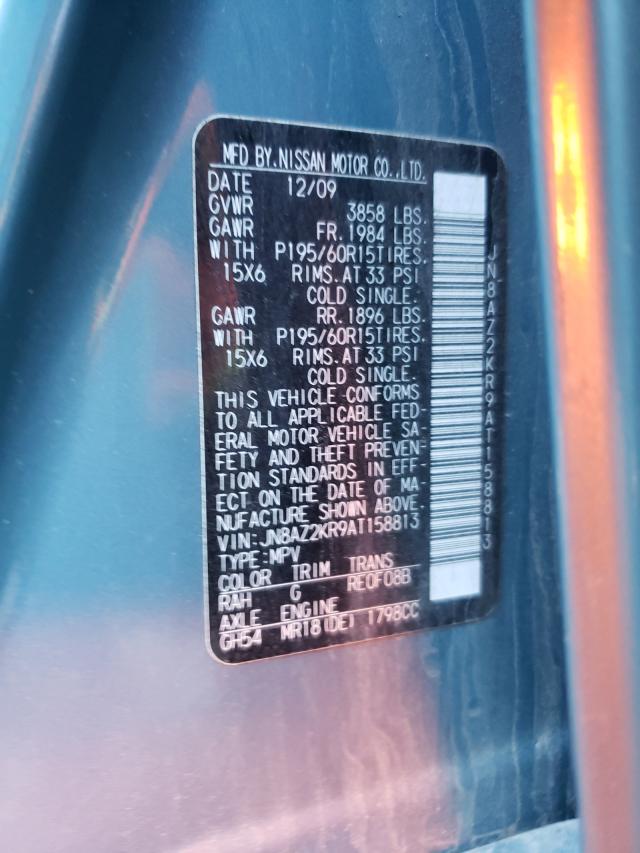 MFD BY.NISSAN MOTOR CO.,LTD.
DATE 12/09
GVWR 3858 LBS.
GAWR FR.1984 LBS.
WITH P195/60R15TIRES.
15X6 RIMS.AT 33 PSI
COLD SINGLE.
GAWR RR.1896 LBS.
WITH P195/60R15TIRES.
15X6 RIMS.AT 33 PSI
COLD SINGLE.
THIS VEHICLE CONFORMS
TO ALL APPLICABLE FED-
ERAL MOTOR VEHICLE SA-
FETY AND THEFT PREVEN-
TION STANDARDS IN EFF-
ECT ON THE DATE OF MA-
NUFACTURE SHOWN ABOVE.
VIN:JN8AZ2KR9AT158813
TYPE:MPV
COLOR TRIM TRANS
RAH G RE0F08B
AXLE ENGINE
GH54 MR18(DE) 1798CC
JN8AZ2KR9AT158813